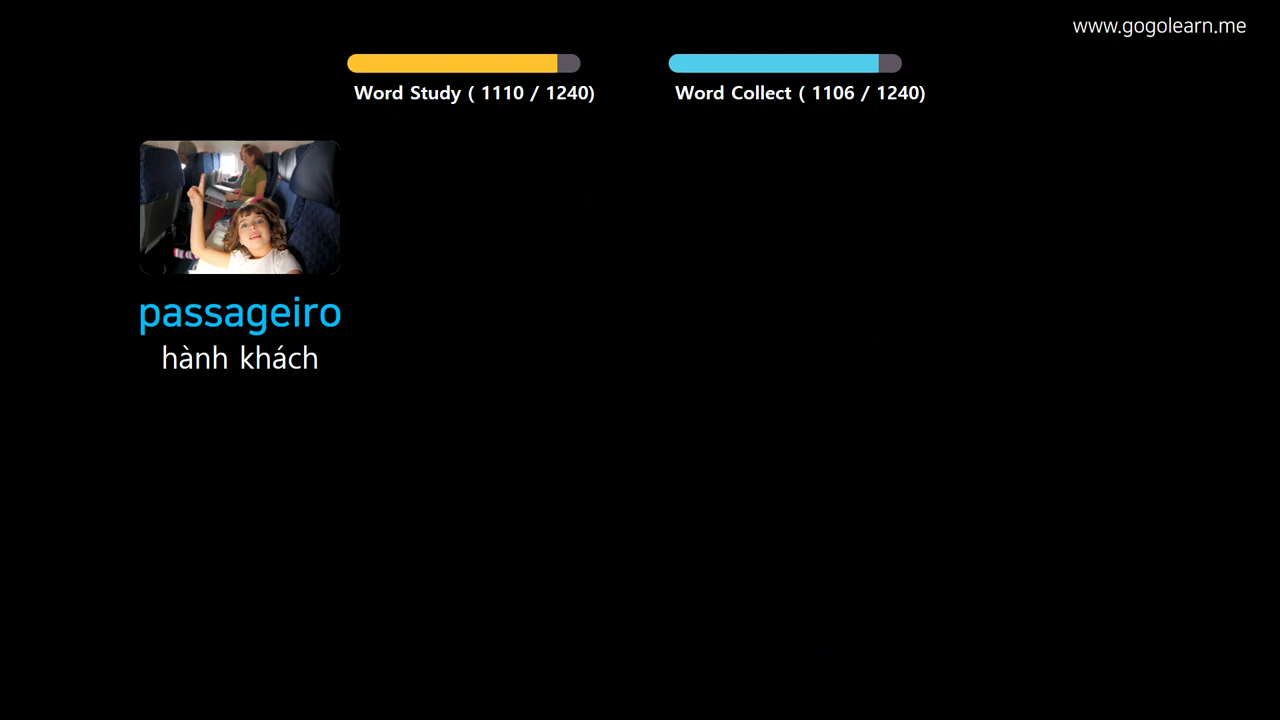 www.gogolearn.me
Word Study ( 1110 / 1240)
Word Collect ( 1106 / 1240)
passageiro
hành khách